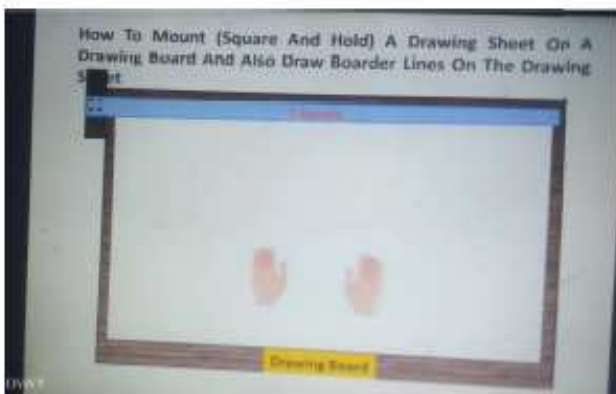 How To Mount (Square And Hold) A Drawing Sheet On A
Drawing Board And Also Draw Boarder Lines On The Drawing
Drawing Board